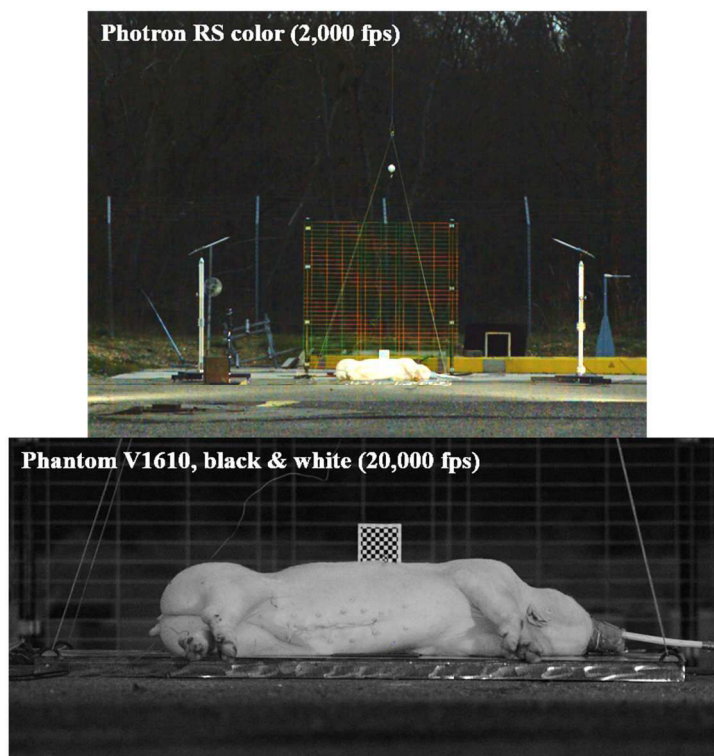 Photron RS color (2,000 fps)
Phantom V1610, black & white (20,000 fps)